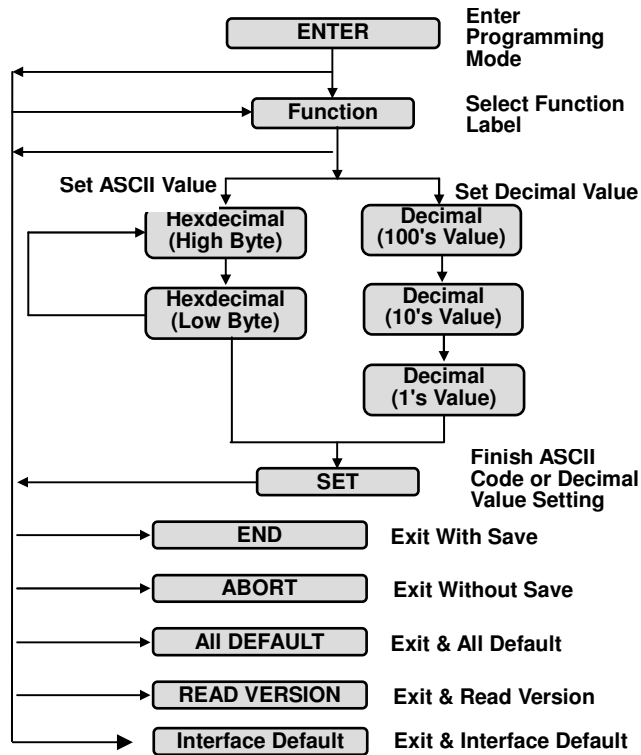 ENTER
Enter
Programming
Mode
Function
Select Function
Label
Set ASCII Value
Set Decimal Value
Hexdecimal
(High Byte)
Decimal
(100's Value)
Hexdecimal
(Low Byte)
Decimal
(10's Value)
Decimal
(1's Value)
SET
Finish ASCII
Code or Decimal
Value Setting
END
Exit With Save
ABORT
Exit Without Save
All DEFAULT
Exit & All Default
READ VERSION
Exit & Read Version
Interface Default
Exit & Interface Default